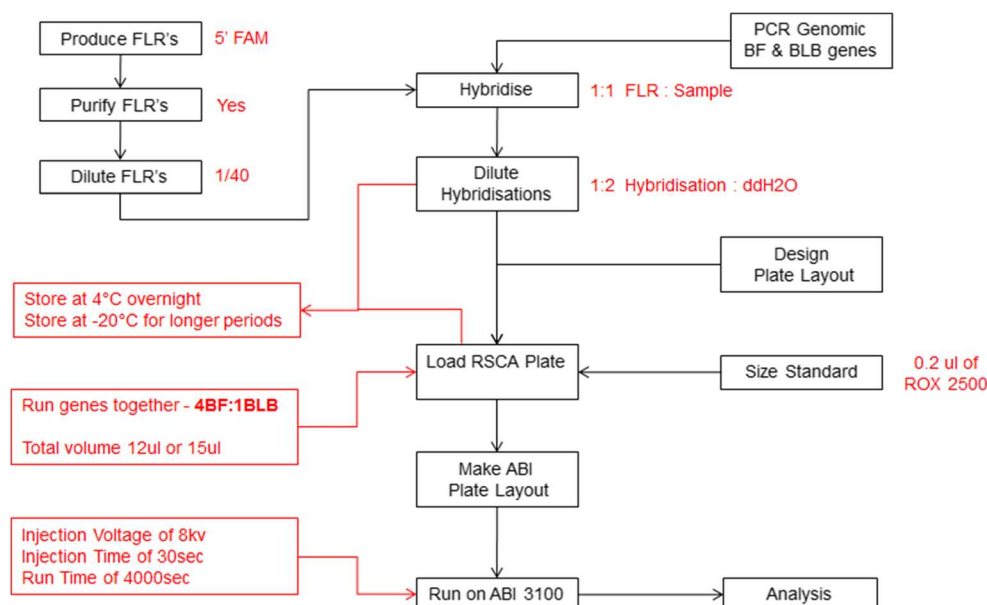 Produce FLR's
5' FAM
PCR Genomic
BF & BLB genes
Purify FLR's
Yes
Hybridise
1:1 FLR : Sample
Dilute FLR's
1/40
Dilute
Hybridisations
1:2 Hybridisation : ddH2O
Design
Plate Layout
Store at 4°C overnight
Store at -20°C for longer periods
Load RSCA Plate
Size Standard
0.2 ul of
ROX 2500
Run genes together - 4BF:1BLB
Total volume 12ul or 15ul
Make ABI
Plate Layout
Injection Voltage of 8kv
Injection Time of 30sec
Run Time of 4000sec
Run on ABI 3100
Analysis